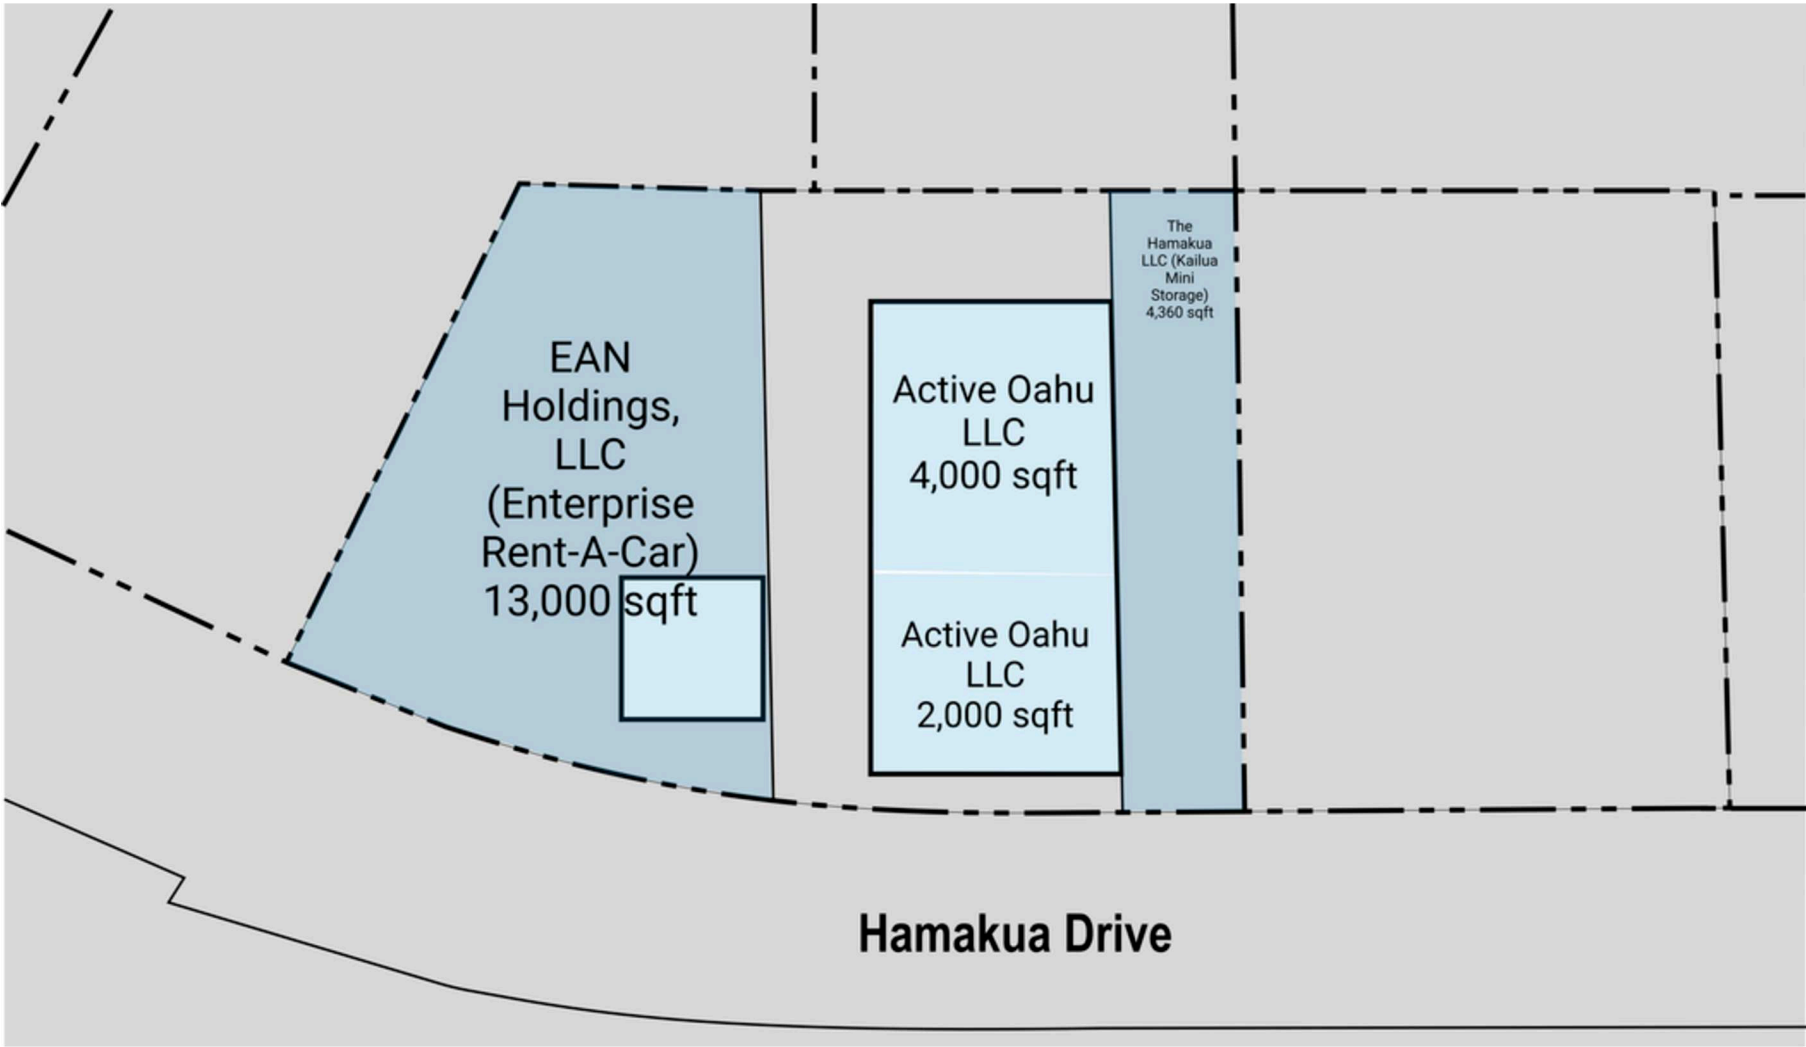 EAN
Holdings,
LLC
(Enterprise
Rent-A-Car)
13,000 sqft
Active Oahu
LLC
4,000 sqft
Active Oahu
LLC
2,000 sqft
The
Hamakua
LLC (Kailua
Mini
Storage)
4,360 sqft
Hamakua Drive